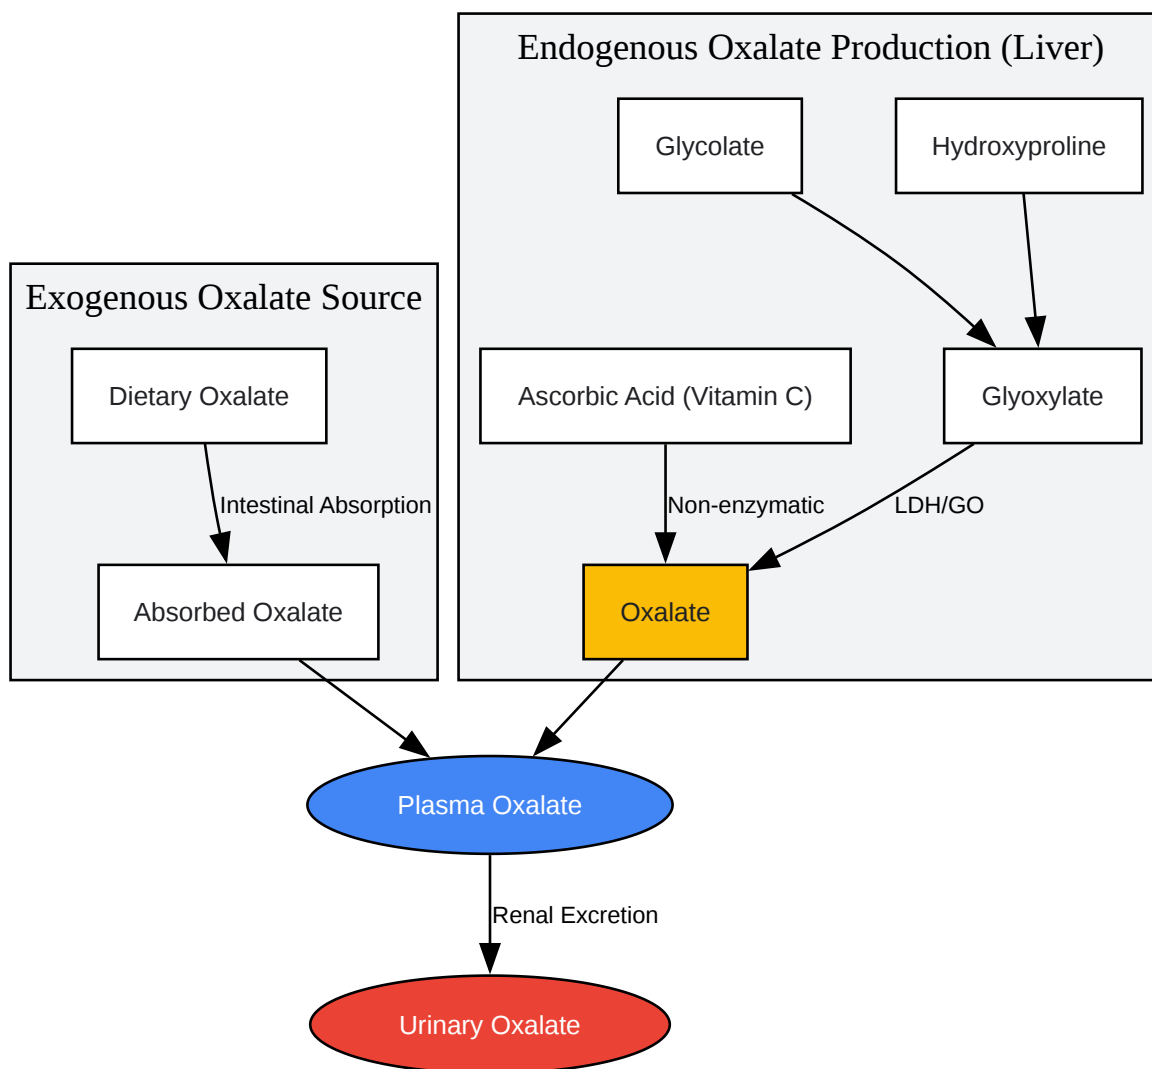 Endogenous Oxalate Production (Liver)
Glycolate
Hydroxyproline
Exogenous Oxalate Source
Dietary Oxalate
Ascorbic Acid (Vitamin C)
Glyoxylate
Intestinal Absorption
Non-enzymatic
LDH/GO
Absorbed Oxalate
Oxalate
Plasma Oxalate
Renal Excretion
Urinary Oxalate